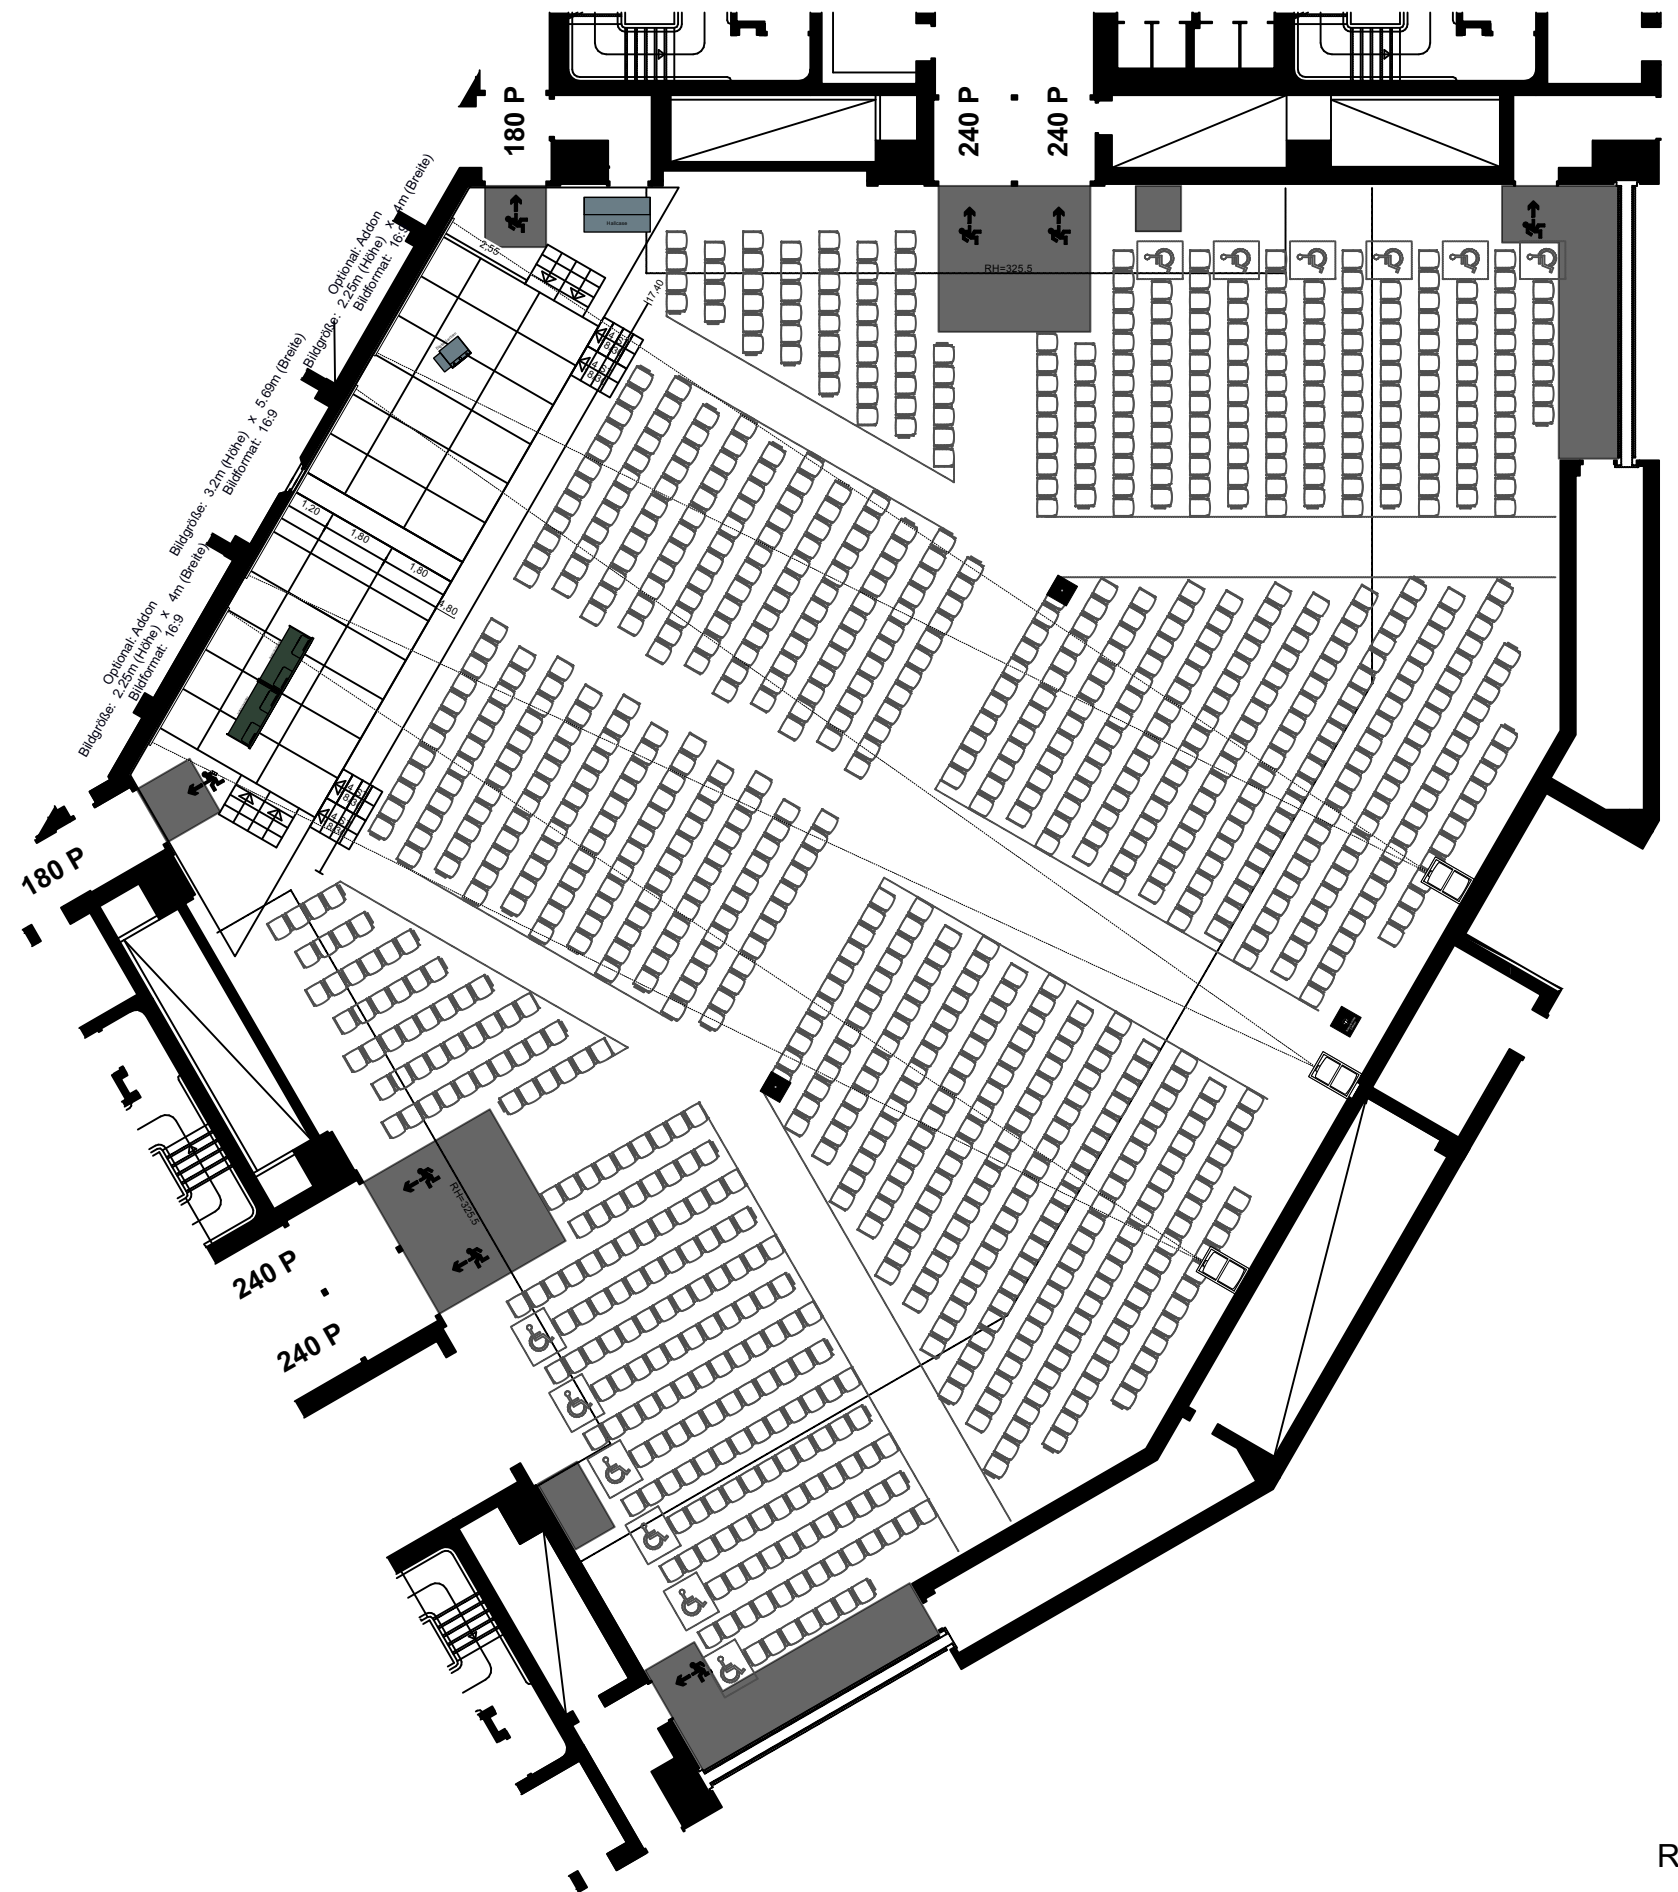 180 P
240 P
240 P
Optional: Addon
Bildgröße: 2.25m (Höhe) x 4m (Breite)
Bildformat: 16:9
2,55
17,40
RH=325.5
Bildgröße: 3.2m (Höhe) x 5.69m (Breite)
Bildformat: 16:9
1,20
1,80
1,80
4,80
Optional: Addon
Bildgröße: 2.25m (Höhe) x 4m (Breite)
Bildformat: 16:9
180 P
RH=325.5
240 P
240 P
R